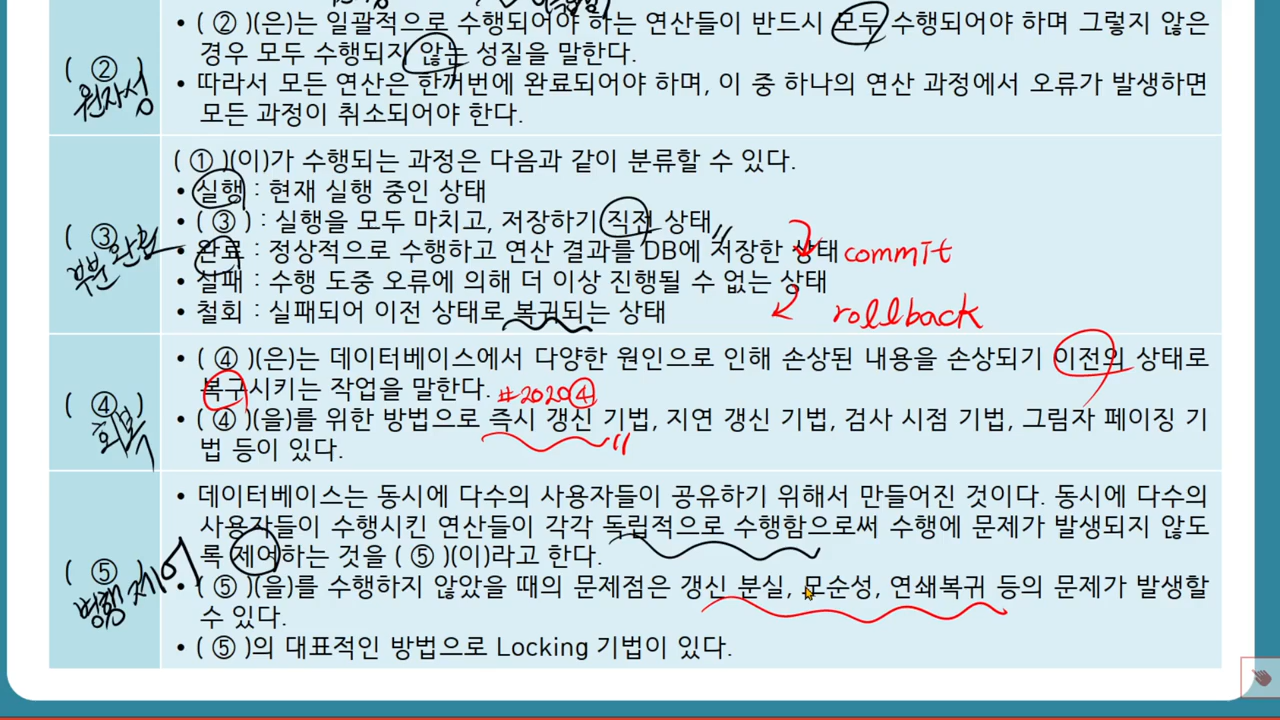 • ( ② )(은)는 일괄적으로 수행되어야 하는 연산들이 반드시 모두 수행되어야 하며 그렇지 않은
경우 모두 수행되지 않는 성질을 말한다.
( ② )
원자성
• 따라서 모든 연산은 한꺼번에 완료되어야 하며, 이 중 하나의 연산 과정에서 오류가 발생하면
모든 과정이 취소되어야 한다.
( ① )(이)가 수행되는 과정은 다음과 같이 분류할 수 있다.
• 실행 : 현재 실행 중인 상태
( ③ )
부분 완료
• ( ③ ) : 실행을 모두 마치고, 저장하기 직전 상태
• 완료 : 정상적으로 수행하고 연산 결과를 DB에 저장한 상태 commit
• 실패 : 수행 도중 오류에 의해 더 이상 진행될 수 없는 상태
• 철회 : 실패되어 이전 상태로 복귀되는 상태 rollback
• ( ④ )(은)는 데이터베이스에서 다양한 원인으로 인해 손상된 내용을 손상되기 이전의 상태로
복구시키는 작업을 말한다. #2020④
( ④ )
회복
• ( ④ )(을)를 위한 방법으로 즉시 갱신 기법, 지연 갱신 기법, 검사 시점 기법, 그림자 페이징 기
법 등이 있다.
• 데이터베이스는 동시에 다수의 사용자들이 공유하기 위해서 만들어진 것이다. 동시에 다수의
사용자들이 수행시킨 연산들이 각각 독립적으로 수행함으로써 수행에 문제가 발생되지 않도
록 제어하는 것을 ( ⑤ )(이)라고 한다.
( ⑤ )
병행 제어
• ( ⑤ )(을)를 수행하지 않았을 때의 문제점은 갱신 분실, 모순성, 연쇄복귀 등의 문제가 발생할
수 있다.
• ( ⑤ )의 대표적인 방법으로 Locking 기법이 있다.